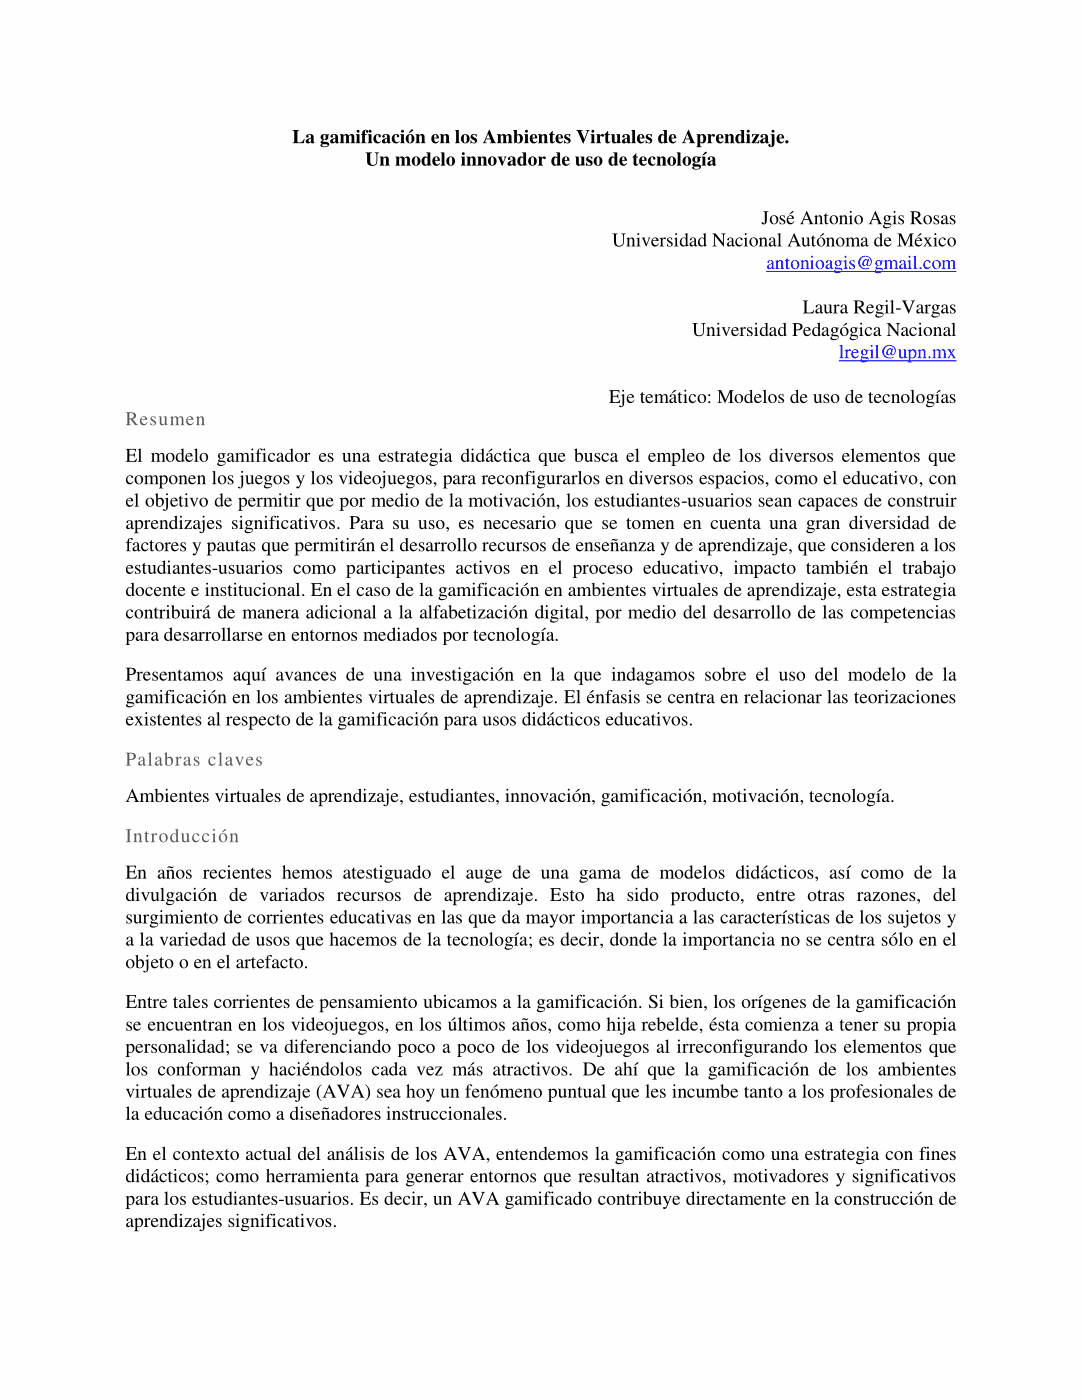 La gamificación en los Ambientes Virtuales de Aprendizaje.
Un modelo innovador de uso de tecnología
José Antonio Agis Rosas
Universidad Nacional Autónoma de México
antonioagis@gmail.com
Laura Regil-Vargas
Universidad Pedagógica Nacional
lregil@upn.mx
Eje temático: Modelos de uso de tecnologías
Resumen
El modelo gamificador es una estrategia didáctica que busca el empleo de los diversos elementos que
componen los juegos y los videojuegos, para reconfigurarlos en diversos espacios, como el educativo, con
el objetivo de permitir que por medio de la motivación, los estudiantes-usuarios sean capaces de construir
aprendizajes significativos. Para su uso, es necesario que se tomen en cuenta una gran diversidad de
factores y pautas que permitirán el desarrollo recursos de enseñanza y de aprendizaje, que consideren a los
estudiantes-usuarios como participantes activos en el proceso educativo, impacto también el trabajo
docente e institucional. En el caso de la gamificación en ambientes virtuales de aprendizaje, esta estrategia
contribuirá de manera adicional a la alfabetización digital, por medio del desarrollo de las competencias
para desarrollarse en entornos mediados por tecnología.
Presentamos aquí avances de una investigación en la que indagamos sobre el uso del modelo de la
gamificación en los ambientes virtuales de aprendizaje. El énfasis se centra en relacionar las teorizaciones
existentes al respecto de la gamificación para usos didácticos educativos.
Palabras claves
Ambientes virtuales de aprendizaje, estudiantes, innovación, gamificación, motivación, tecnología.
Introducción
En años recientes hemos atestiguado el auge de una gama de modelos didácticos, así como de la
divulgación de variados recursos de aprendizaje. Esto ha sido producto, entre otras razones, del
surgimiento de corrientes educativas en las que da mayor importancia a las características de los sujetos y
a la variedad de usos que hacemos de la tecnología; es decir, donde la importancia no se centra sólo en el
objeto o en el artefacto.
Entre tales corrientes de pensamiento ubicamos a la gamificación. Si bien, los orígenes de la gamificación
se encuentran en los videojuegos, en los últimos años, como hija rebelde, ésta comienza a tener su propia
personalidad; se va diferenciando poco a poco de los videojuegos al irreconfigurando los elementos que
los conforman y haciéndolos cada vez más atractivos. De ahí que la gamificación de los ambientes
virtuales de aprendizaje (AVA) sea hoy un fenómeno puntual que les incumbe tanto a los profesionales de
la educación como a diseñadores instruccionales.
En el contexto actual del análisis de los AVA, entendemos la gamificación como una estrategia con fines
didácticos; como herramienta para generar entornos que resultan atractivos, motivadores y significativos
para los estudiantes-usuarios. Es decir, un AVA gamificado contribuye directamente en la construcción de
aprendizajes significativos.